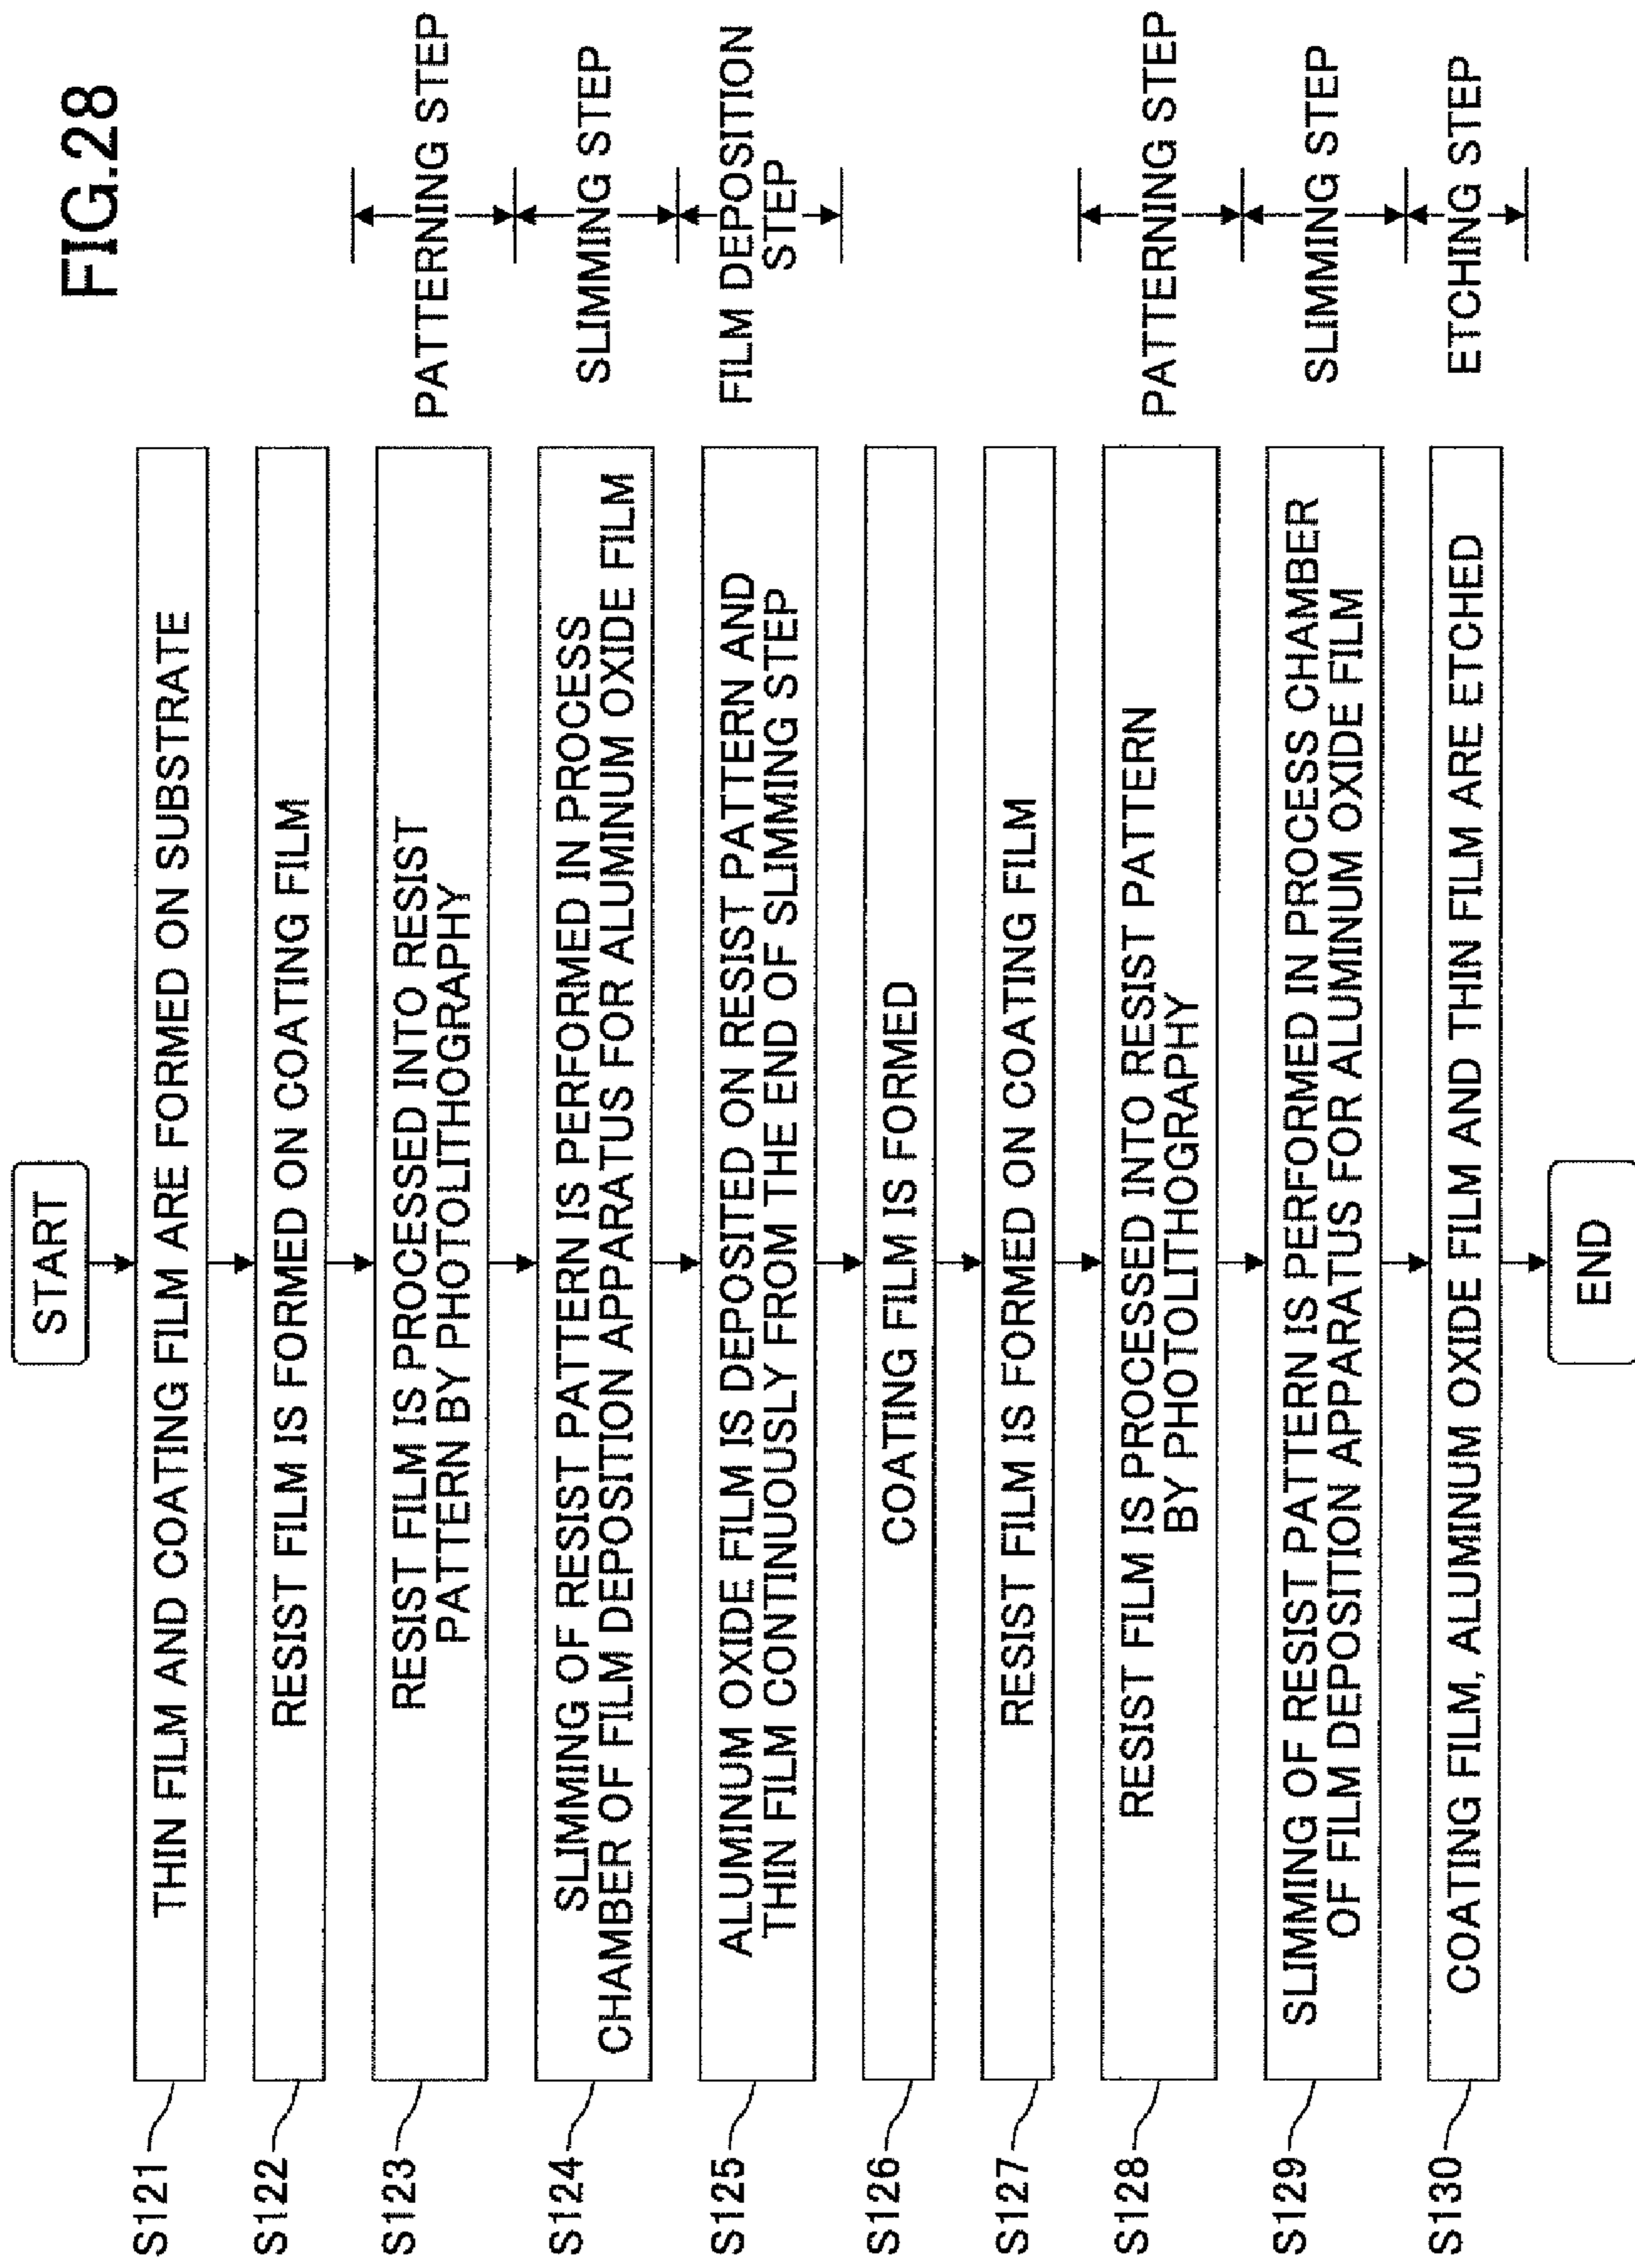 FIG.28
START
S121
THIN FILM AND COATING FILM ARE FORMED ON SUBSTRATE
S122
RESIST FILM IS FORMED ON COATING FILM
S123
RESIST FILM IS PROCESSED INTO RESIST
PATTERN BY PHOTOLITHOGRAPHY
PATTERNING STEP
S124
SLIMMING OF RESIST PATTERN IS PERFORMED IN PROCESS
CHAMBER OF FILM DEPOSITION APPARATUS FOR ALUMINUM OXIDE FILM
SLIMMING STEP
S125
ALUMINUM OXIDE FILM IS DEPOSITED ON RESIST PATTERN AND
THIN FILM CONTINUOUSLY FROM THE END OF SLIMMING STEP
FILM DEPOSITION
STEP
S126
COATING FILM IS FORMED
S127
RESIST FILM IS FORMED ON COATING FILM
S128
RESIST FILM IS PROCESSED INTO RESIST PATTERN
BY PHOTOLITHOGRAPHY
PATTERNING STEP
S129
SLIMMING OF RESIST PATTERN IS PERFORMED IN PROCESS CHAMBER
OF FILM DEPOSITION APPARATUS FOR ALUMINUM OXIDE FILM
SLIMMING STEP
S130
COATING FILM, ALUMINUM OXIDE FILM AND THIN FILM ARE ETCHED
ETCHING STEP
END